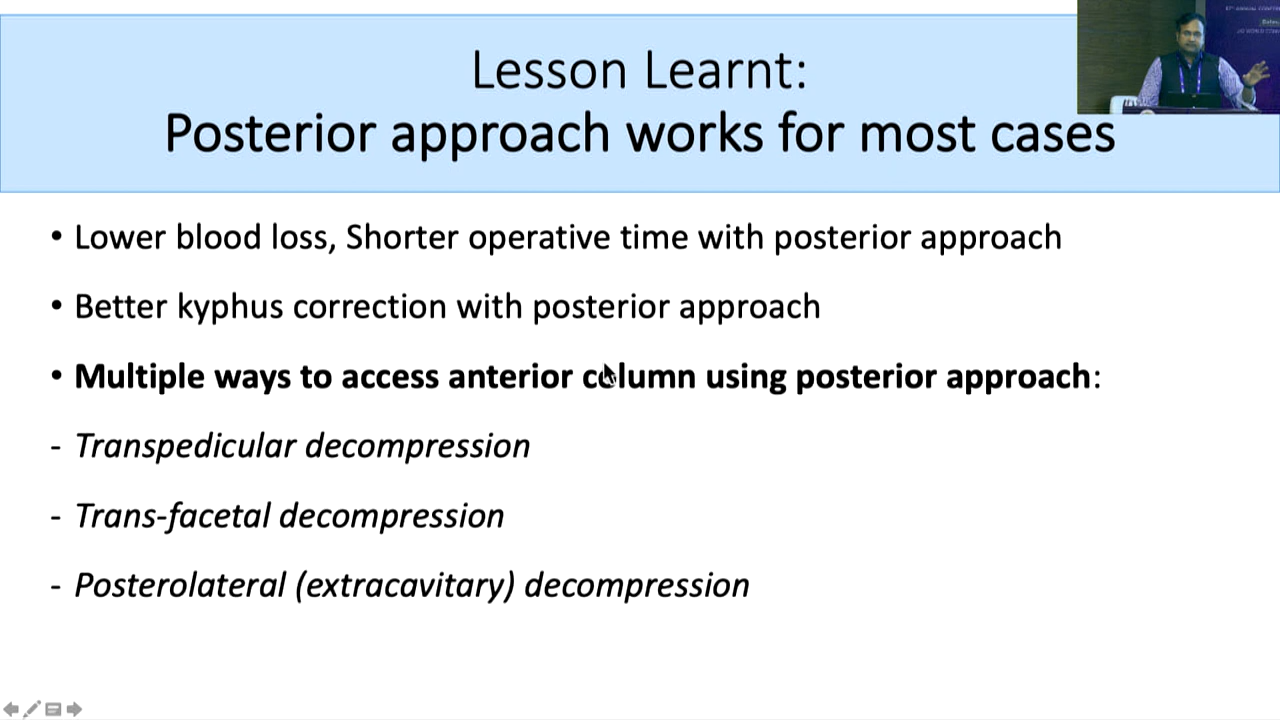 Lesson Learnt:
Posterior approach works for most cases
• Lower blood loss, Shorter operative time with posterior approach
• Better kyphus correction with posterior approach
• Multiple ways to access anterior column using posterior approach:
- Transpedicular decompression
- Trans-facetal decompression
- Posterolateral (extracavitary) decompression